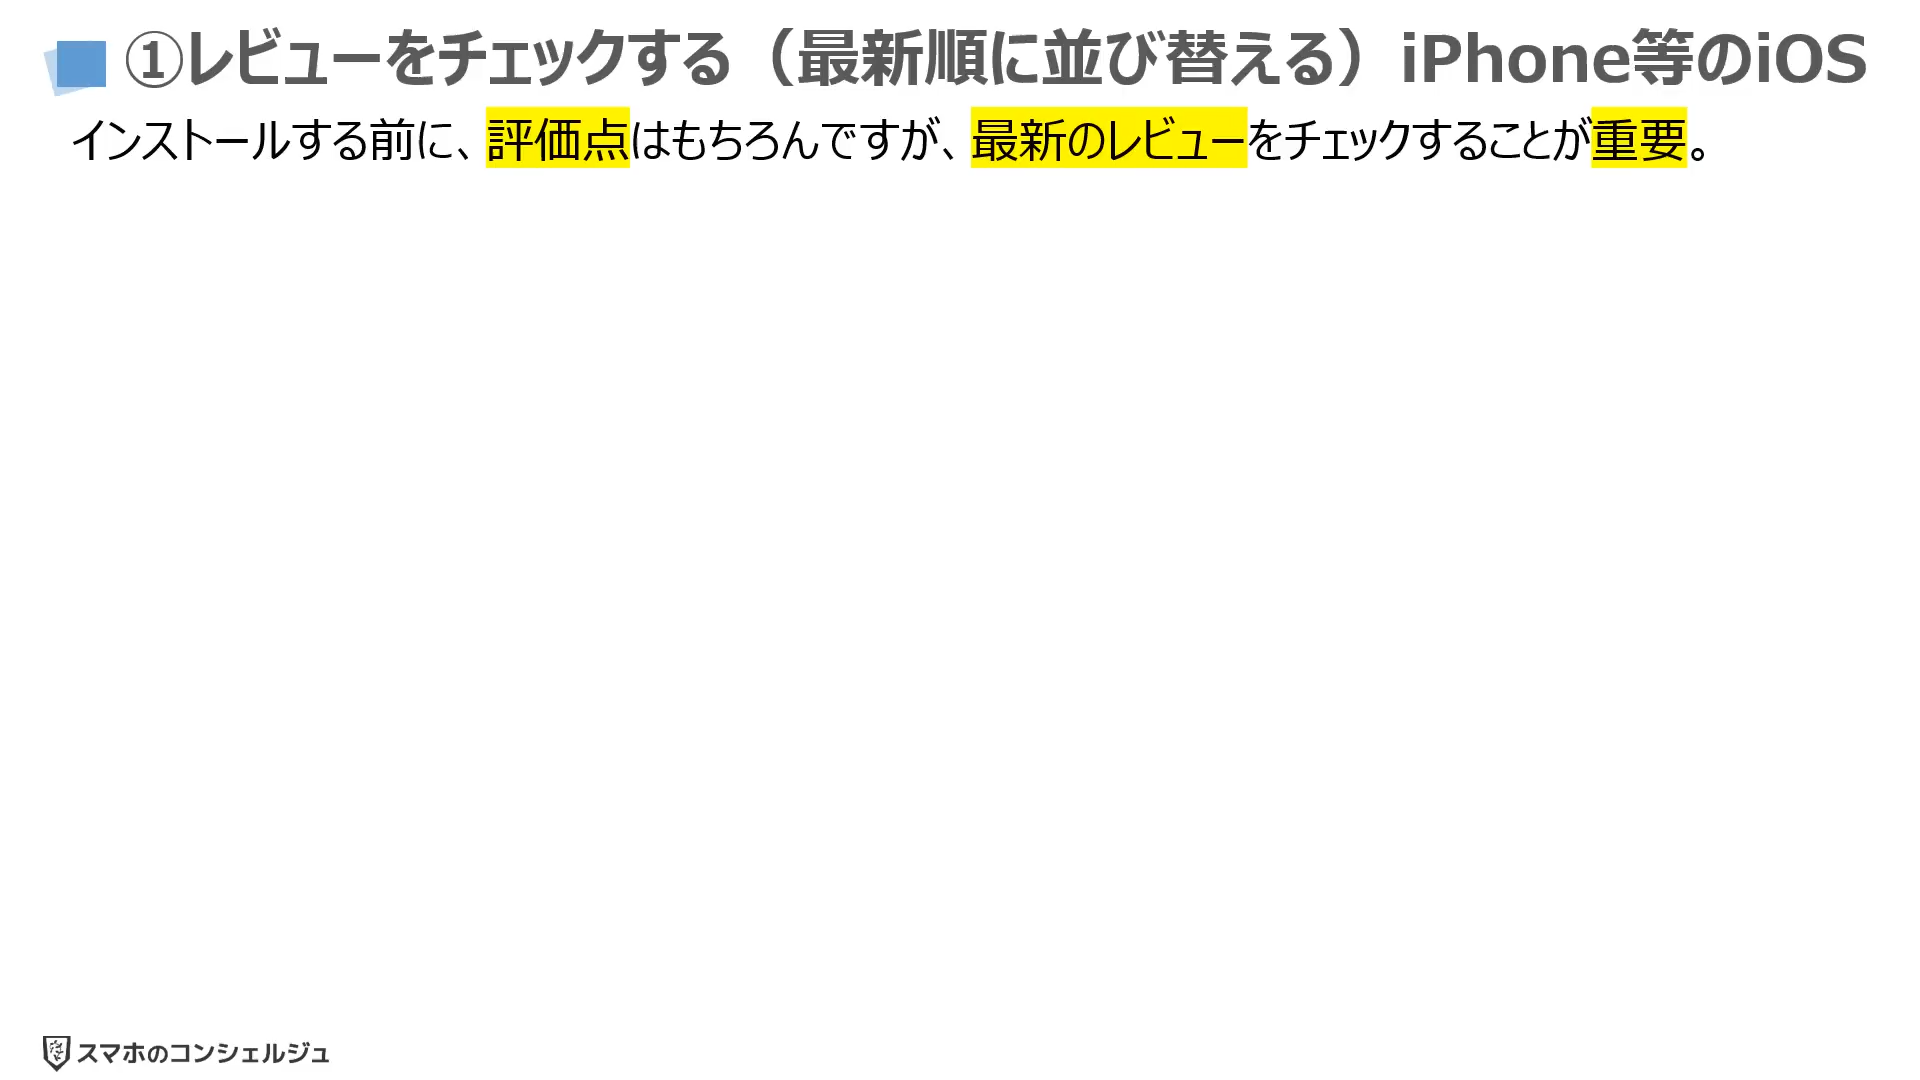 ①レビューをチェックする（最新順に並び替える）iPhone等のiOS
インストールする前に、評価点はもちろんですが、最新のレビューをチェックすることが重要。
スマホのコンシェルジュ